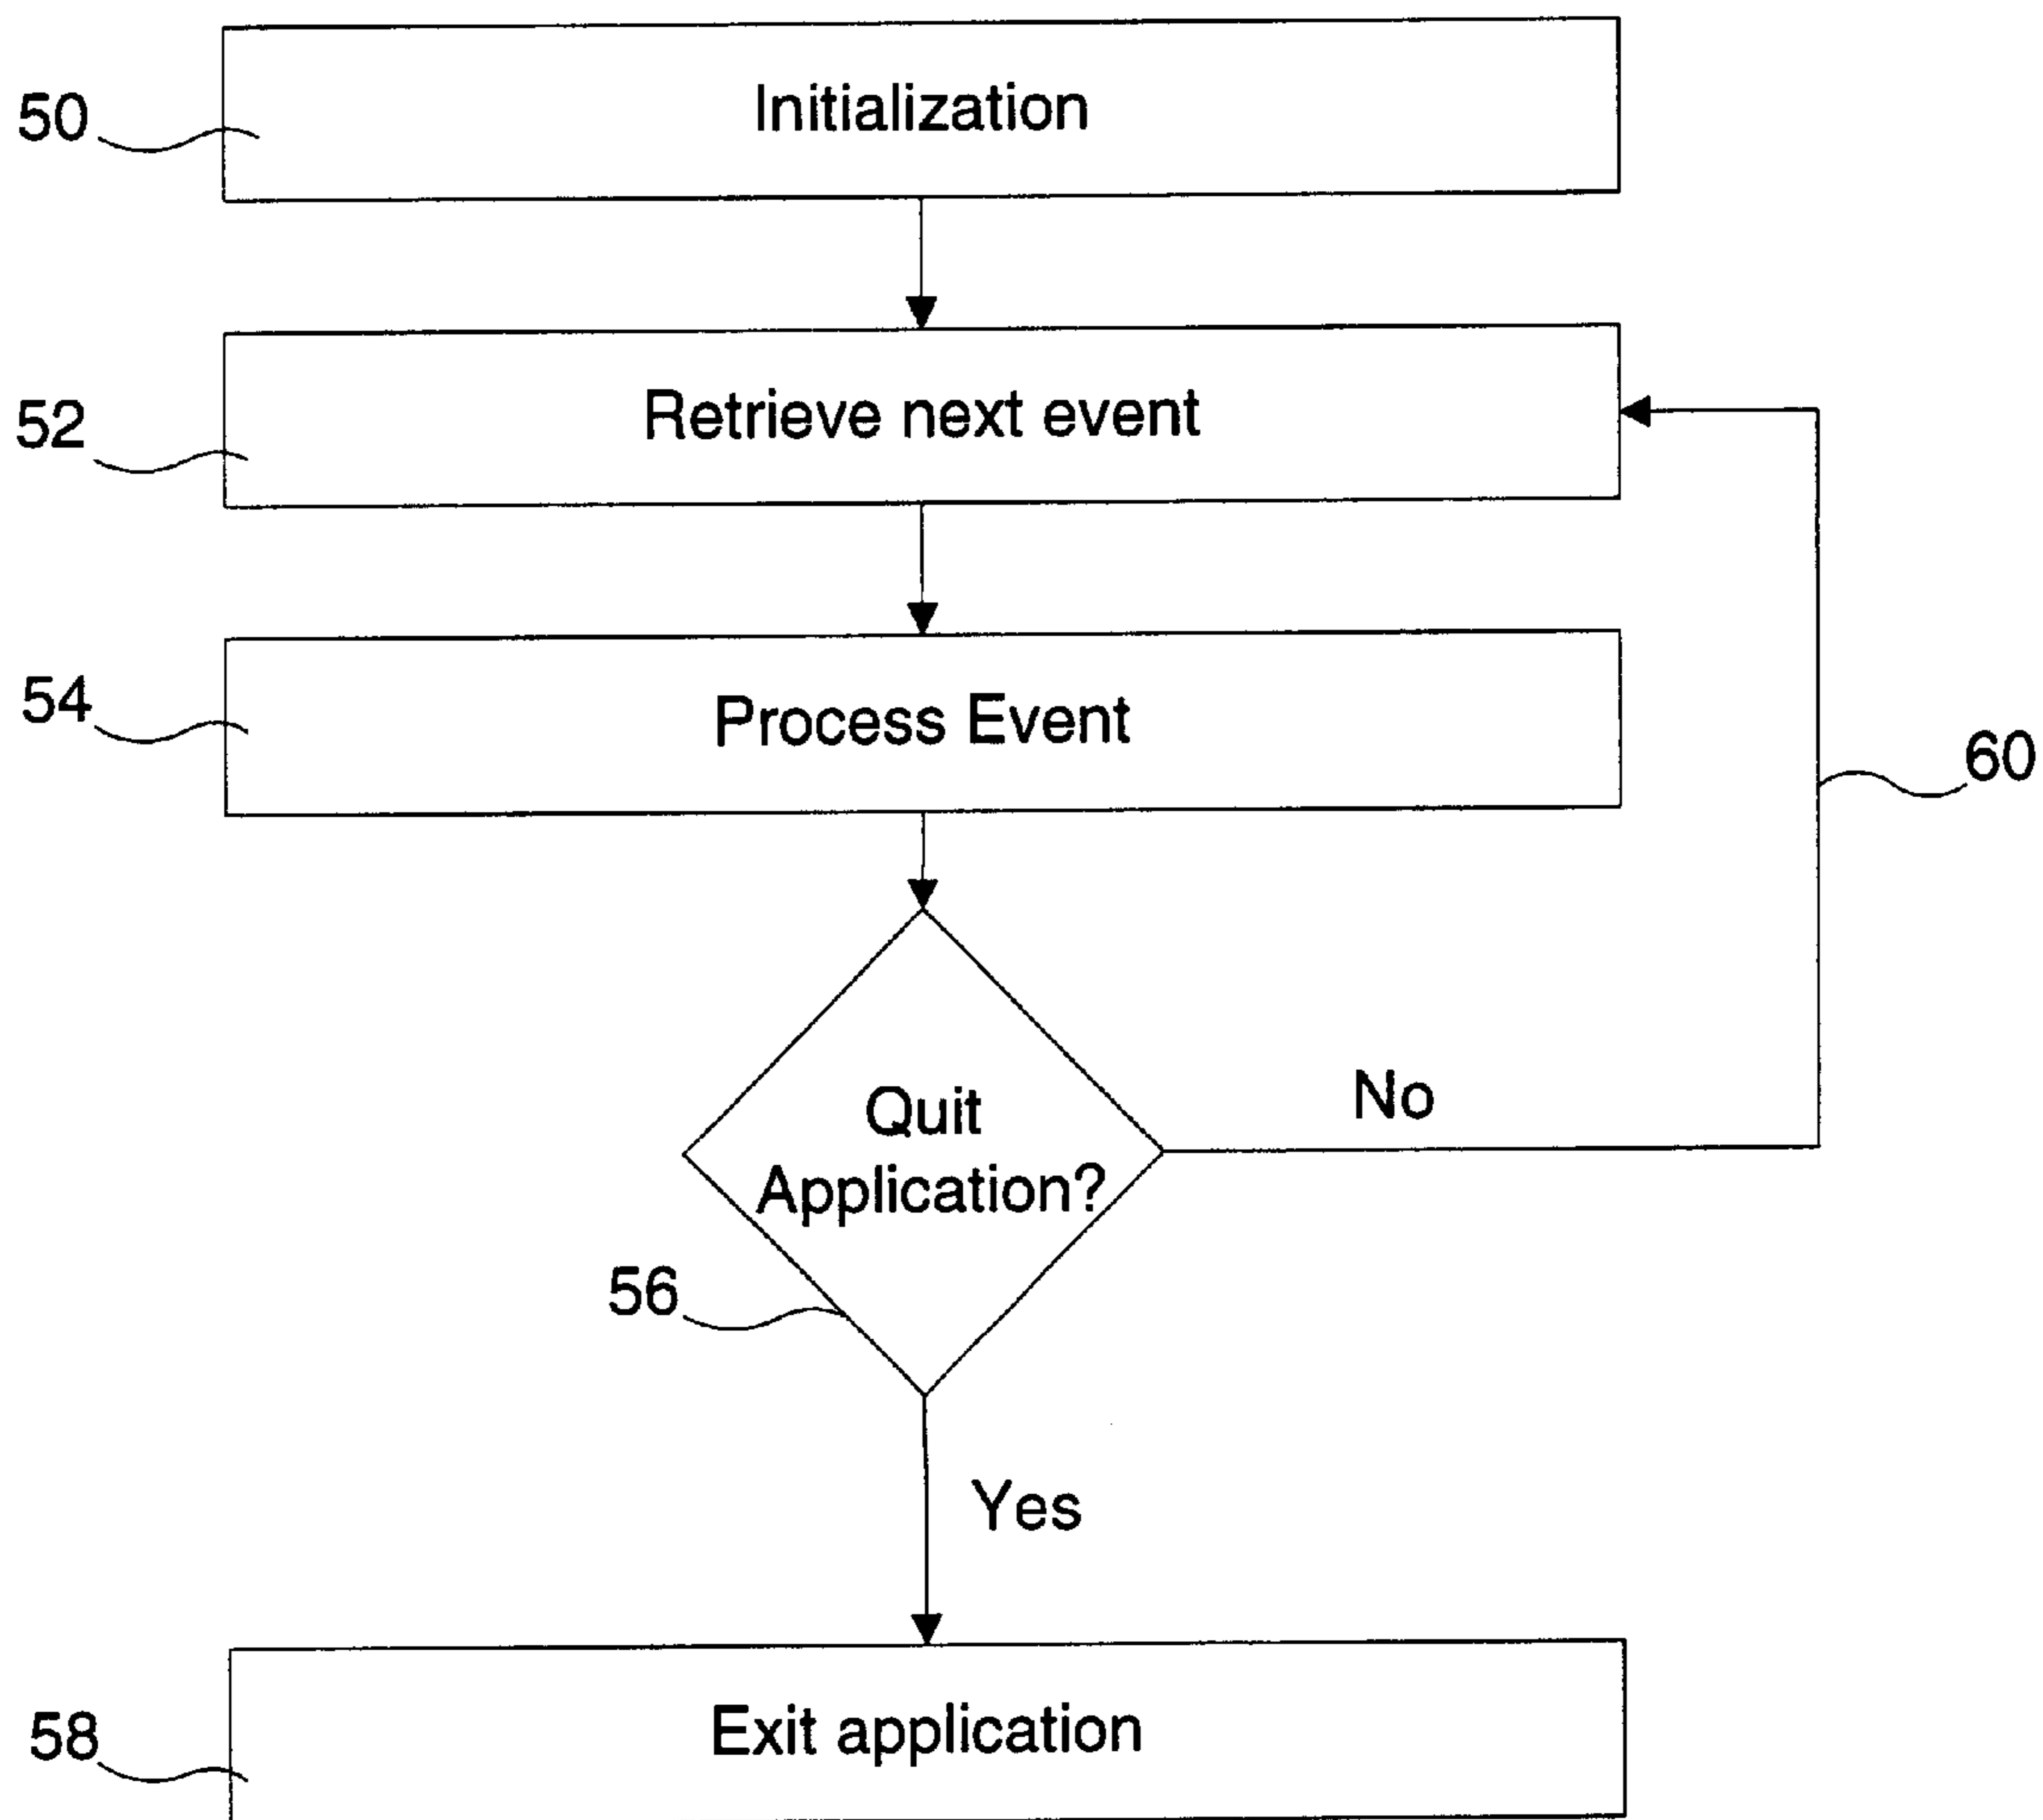 Initialization
50
Retrieve next event
52
Process Event
54
60
Quit
Application?
No
56
Yes
Exit application
58